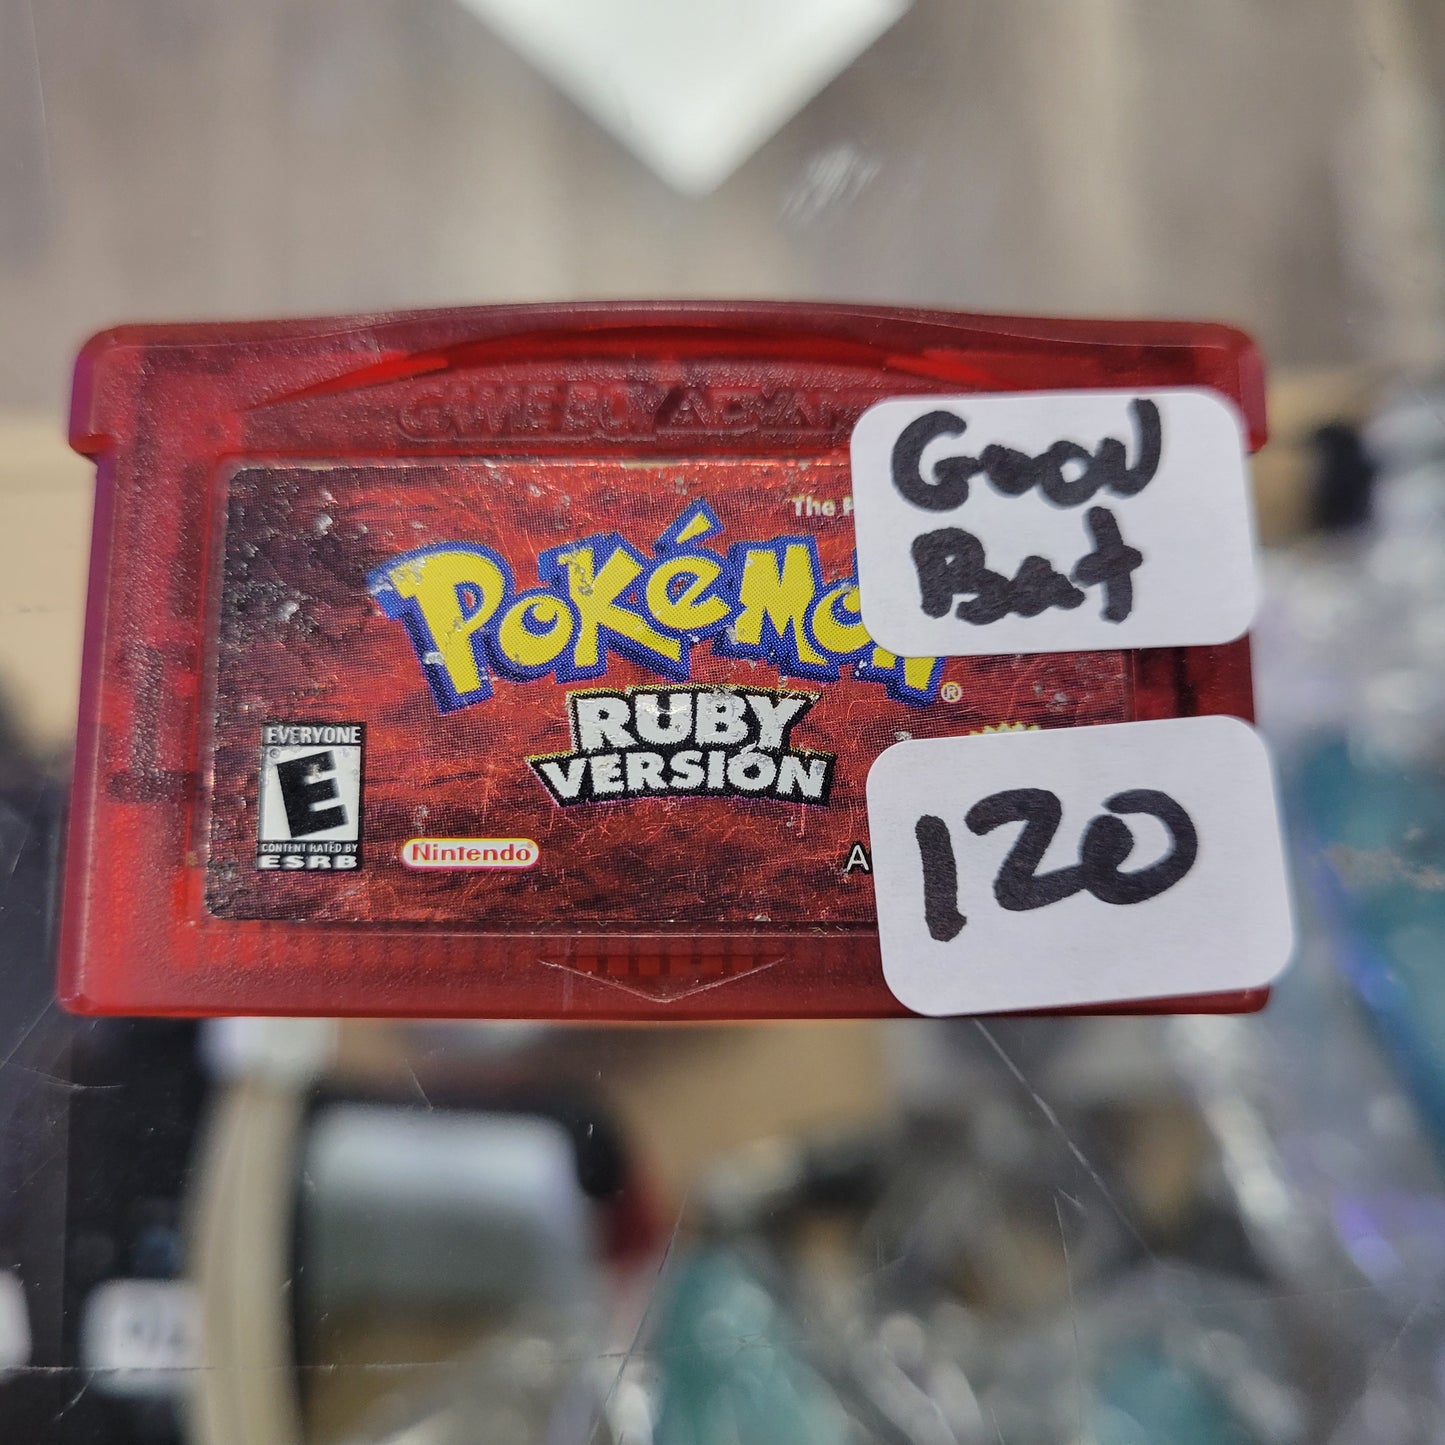 GAME BOY ADVAN
Good
Bat
The P
POKéMON®
RUBY
VERSION
120
EVERYONE
E
CONTENT RATED BY
ESRB
Nintendo®
A